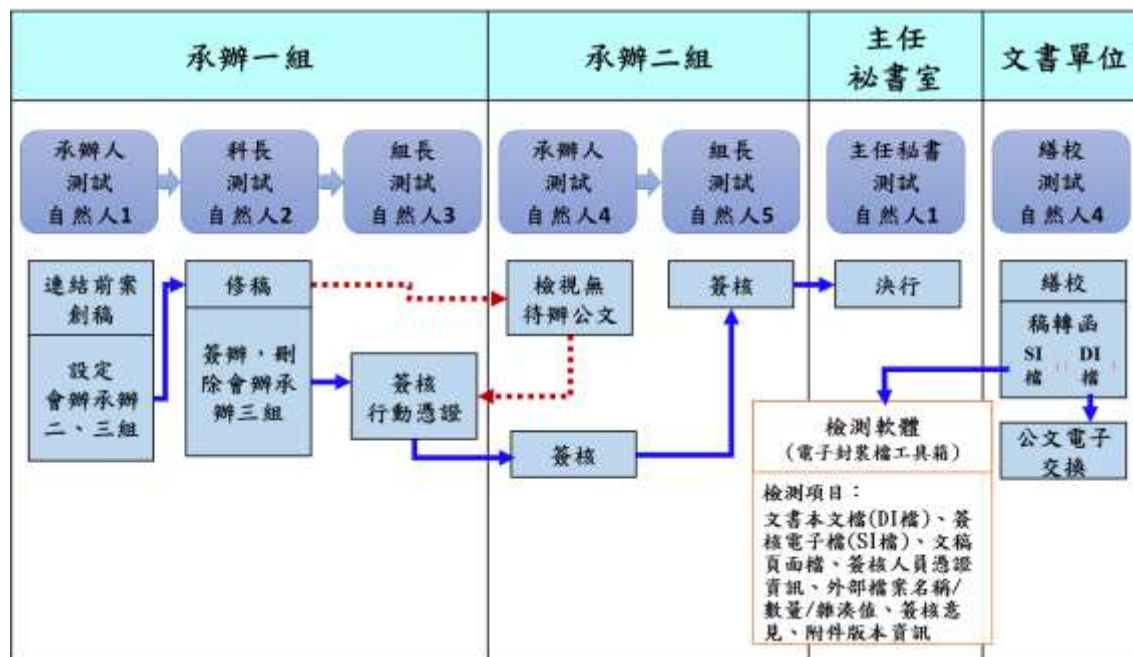 承辦一組
承辦二組
主任
祕書室
文書單位
承辦人
測試
自然人1
科長
測試
自然人2
組長
測試
自然人3
承辦人
測試
自然人4
組長
測試
自然人5
主任祕書
測試
自然人1
繕校
測試
自然人4
連結前案
創稿
設定
會辦承辦
二、三組
修稿
簽辦，刪
除會辦承
辦三組
簽核
行動憑證
檢視無
待辦公文
簽核
簽核
決行
繕校
稿轉函
SI
檔
DI
檔
公文電子
交換
檢測軟體
(電子封裝檔工具箱)
檢測項目：
文書本文檔(DI檔)、簽
核電子檔(SI檔)、文稿
頁面檔、簽核人員憑證
資訊、外部檔案名稱/
數量/雜湊值、簽核意
見、附件版本資訊